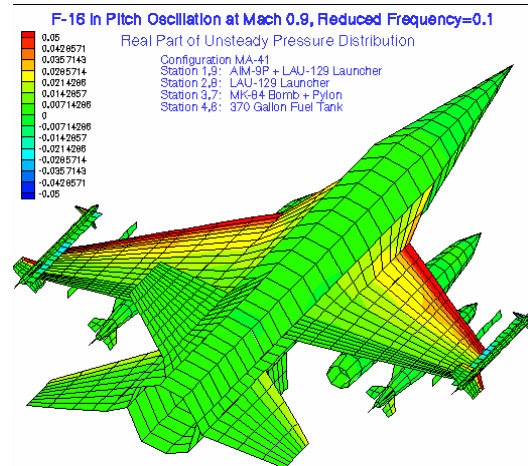 F-16 In Pitch Oscillation at Mach 0.9, Reduced Frequency=0.1
Real Part of Unsteady Pressure Distribution
Configuration MA-41
Station 1,9: AIM-9P + LAU-129 Launcher
Station 2,8: LAU-129 Launcher
Station 3,7: MK-84 Bomb + Pylon
Station 4,6: 370 Gallon Fuel Tank
0.05
0.0428571
0.0357143
0.0285714
0.0214286
0.0142857
0.00714286
0
-0.00714286
-0.0142857
-0.0214286
-0.0285714
-0.0357143
-0.0428571
-0.05